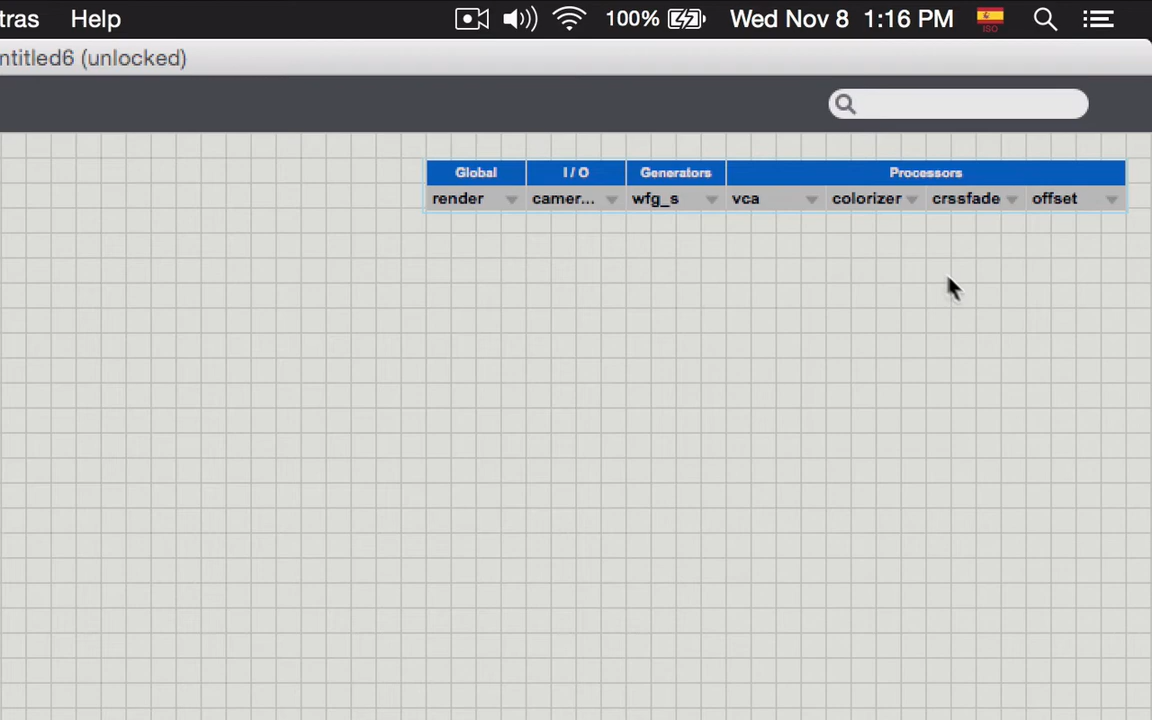 tras Help 100% Wed Nov 8 1:16 PM ISO
ntitled6 (unlocked)
Global I / O Generators Processors
render camer... wfg_s vca colorizer crssfade offset